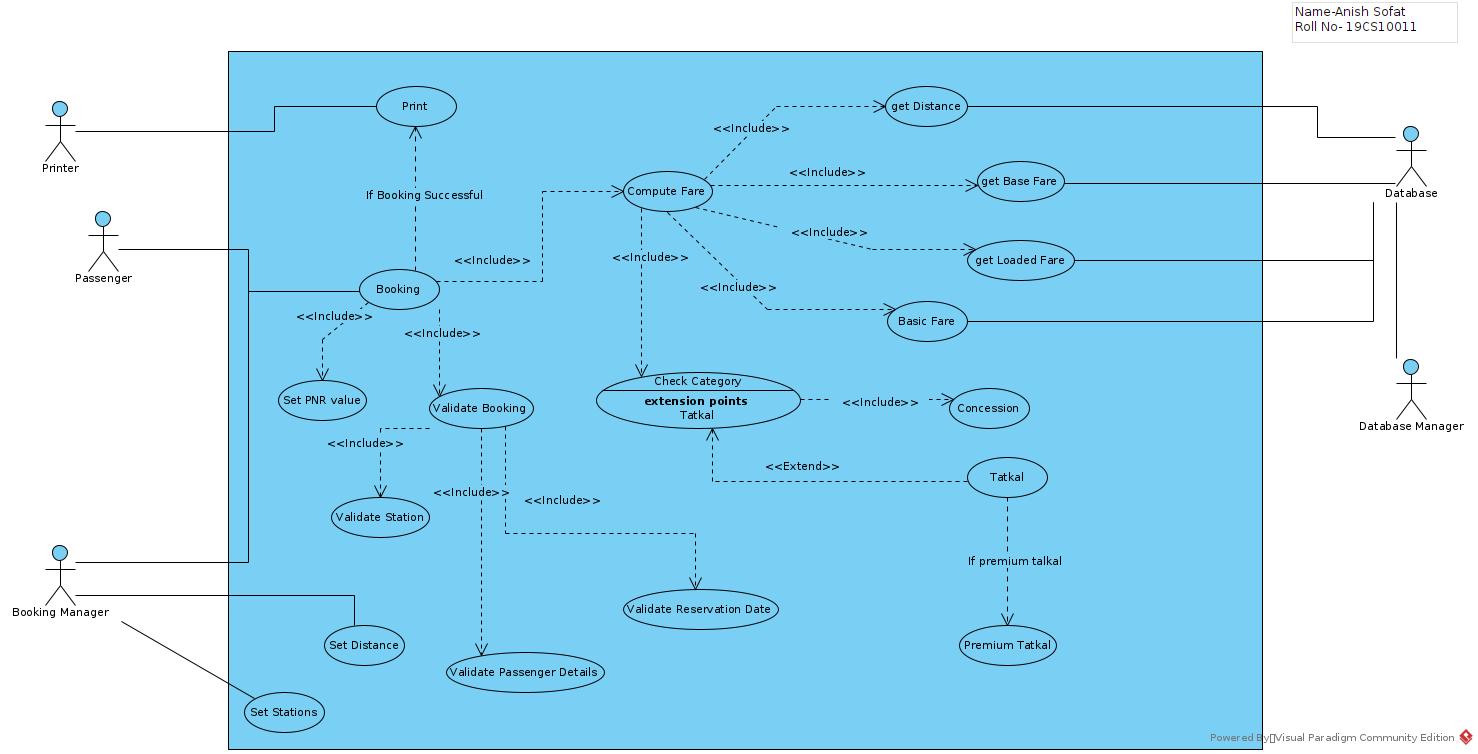 Name-Anish Sofat
Roll No- 19CS10011
Print
get Distance
<<Include>>
Printer
If Booking Successful
Compute Fare
<<Include>>
get Base Fare
Database
Passenger
<<Include>>
<<Include>>
<<Include>>
get Loaded Fare
Booking
<<Include>>
<<Include>>
<<Include>>
Basic Fare
Check Category
extension points
Tatkal
Set PNR value
Validate Booking
<<Include>>
Concession
Database Manager
<<Include>>
<<Extend>>
Tatkal
<<Include>>
<<Include>>
Validate Station
If premium talkal
Booking Manager
Validate Reservation Date
Set Distance
Premium Tatkal
Validate Passenger Details
Set Stations
Powered By Visual Paradigm Community Edition